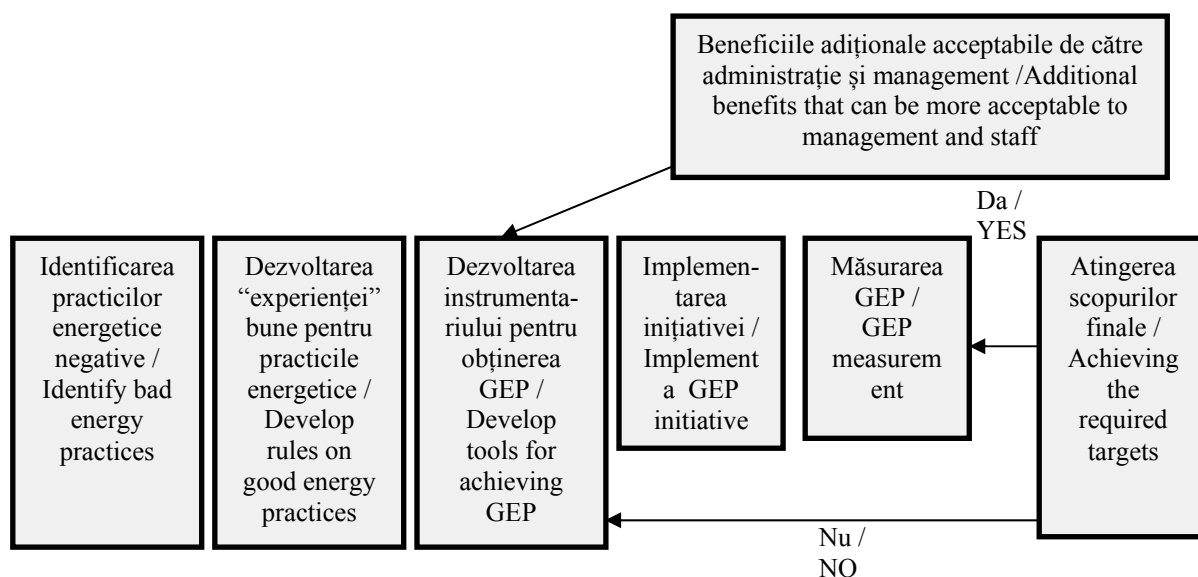 Beneficiile adiționale acceptabile de către
administrație și management /Additional
benefits that can be more acceptable to
management and staff
Da /
YES
Identificarea
practicilor
energetice
negative /
Identify bad
energy
practices
Dezvoltarea
“experienței”
bune pentru
practicile
energetice /
Develop
rules on
good energy
practices
Dezvoltarea
instrumenta-
riului pentru
obținerea
GEP /
Develop
tools for
achieving
GEP
Implemen-
tarea
inițiativei /
Implement
a GEP
initiative
Măsurarea
GEP /
GEP
measurem
ent
Atingerea
scopurilor
finale /
Achieving
the
required
targets
Nu /
NO